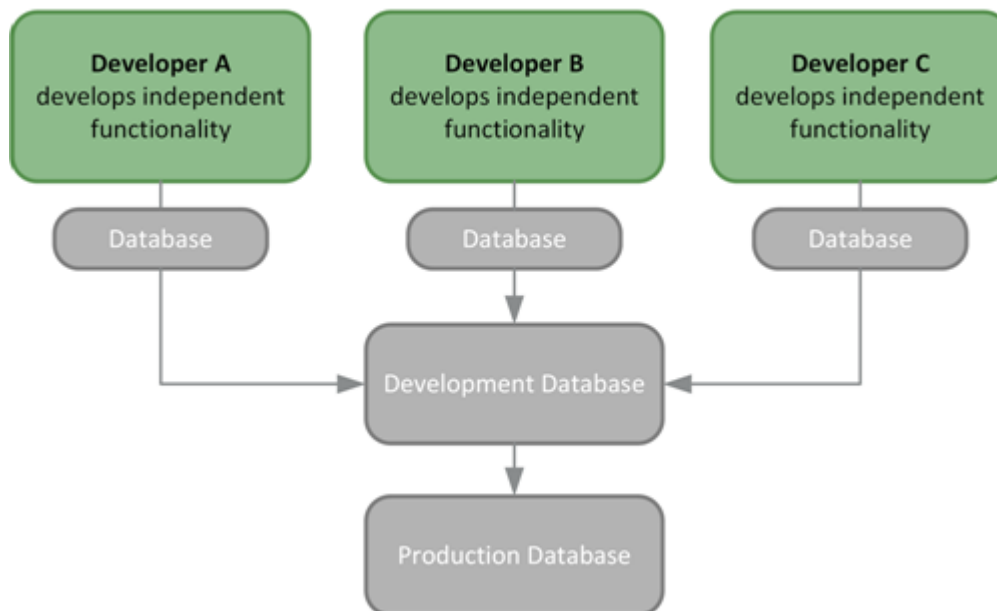 Developer A
develops independent
functionality
Developer B
develops independent
functionality
Developer C
develops independent
functionality
Database
Database
Database
Development Database
Production Database